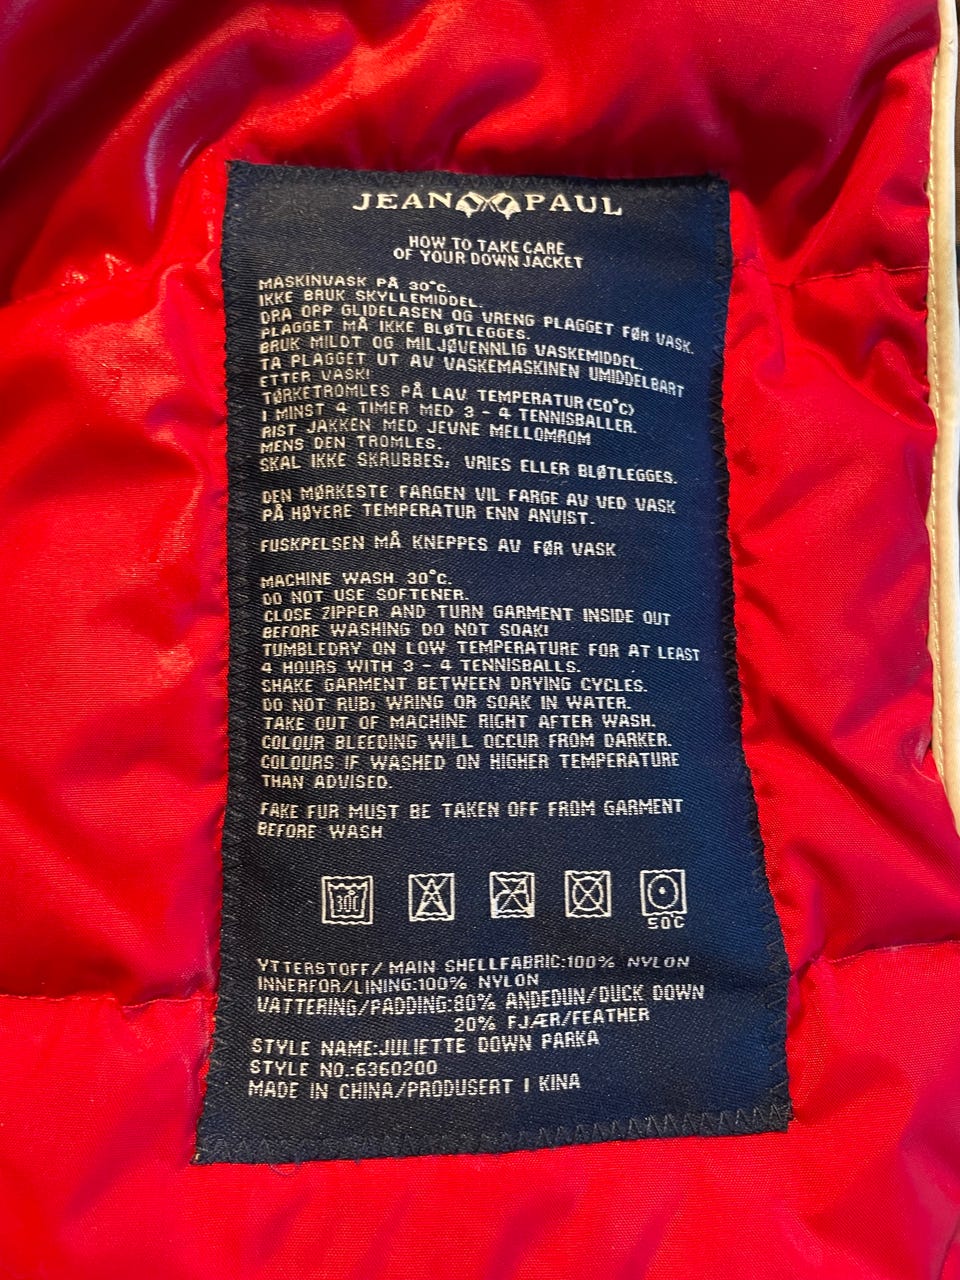 JEAN PAUL
HOW TO TAKE CARE
OF YOUR DOWN JACKET
MASKINVASK PÅ 30°C.
IKKE BRUK SKYLLEMIDDEL.
DRA OPP GLIDELASEN OG VRENG PLAGGET FØR VASK.
PLAGGET MÅ IKKE BLØTLEGGES.
BRUK MILDT OG MILJØVENNLIG VASKEMIDDEL.
TA PLAGGET UT AV VASKEMASKINEN UMIDDELBART
ETTER VASK!
TØRKETROMLES PÅ LAV TEMPERATUR(50°C)
I MINST 4 TIMER MED 3 - 4 TENNISBALLER.
RIST JAKKEN MED JEVNE MELLOMROM
MENS DEN TROMLES.
SKAL IKKE SKRUBBES, VRIES ELLER BLØTLEGGES.
DEN MØRKESTE FARGEN VIL FARGE AV VED VASK
PÅ HØYERE TEMPERATUR ENN ANVIST.
FUSKPELSEN MÅ KNEPPES AV FØR VASK
MACHINE WASH 30°C.
DO NOT USE SOFTENER.
CLOSE ZIPPER AND TURN GARMENT INSIDE OUT
BEFORE WASHING DO NOT SOAK!
TUMBLEDRY ON LOW TEMPERATURE FOR AT LEAST
4 HOURS WITH 3 - 4 TENNISBALLS.
SHAKE GARMENT BETWEEN DRYING CYCLES.
DO NOT RUB, WRING OR SOAK IN WATER.
TAKE OUT OF MACHINE RIGHT AFTER WASH.
COLOUR BLEEDING WILL OCCUR FROM DARKER.
COLOURS IF WASHED ON HIGHER TEMPERATURE
THAN ADVISED.
FAKE FUR MUST BE TAKEN OFF FROM GARMENT
BEFORE WASH
30C
50C
YTTERSTOFF/ MAIN SHELLFABRIC:100% NYLON
INNERFOR/LINING:100% NYLON
VATTERING/PADDING:80% ANDEDUN/DUCK DOWN
20% FJÆR/FEATHER
STYLE NAME:JULIETTE DOWN PARKA
STYLE NO.:6360200
MADE IN CHINA/PRODUSERT I KINA